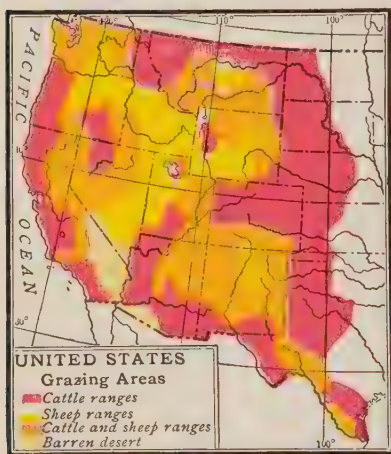 120° 110° 100°
PACIFIC
OCEAN
30°
100°
UNITED STATES
Grazing Areas
Cattle ranges
Sheep ranges
Cattle and sheep ranges
Barren desert